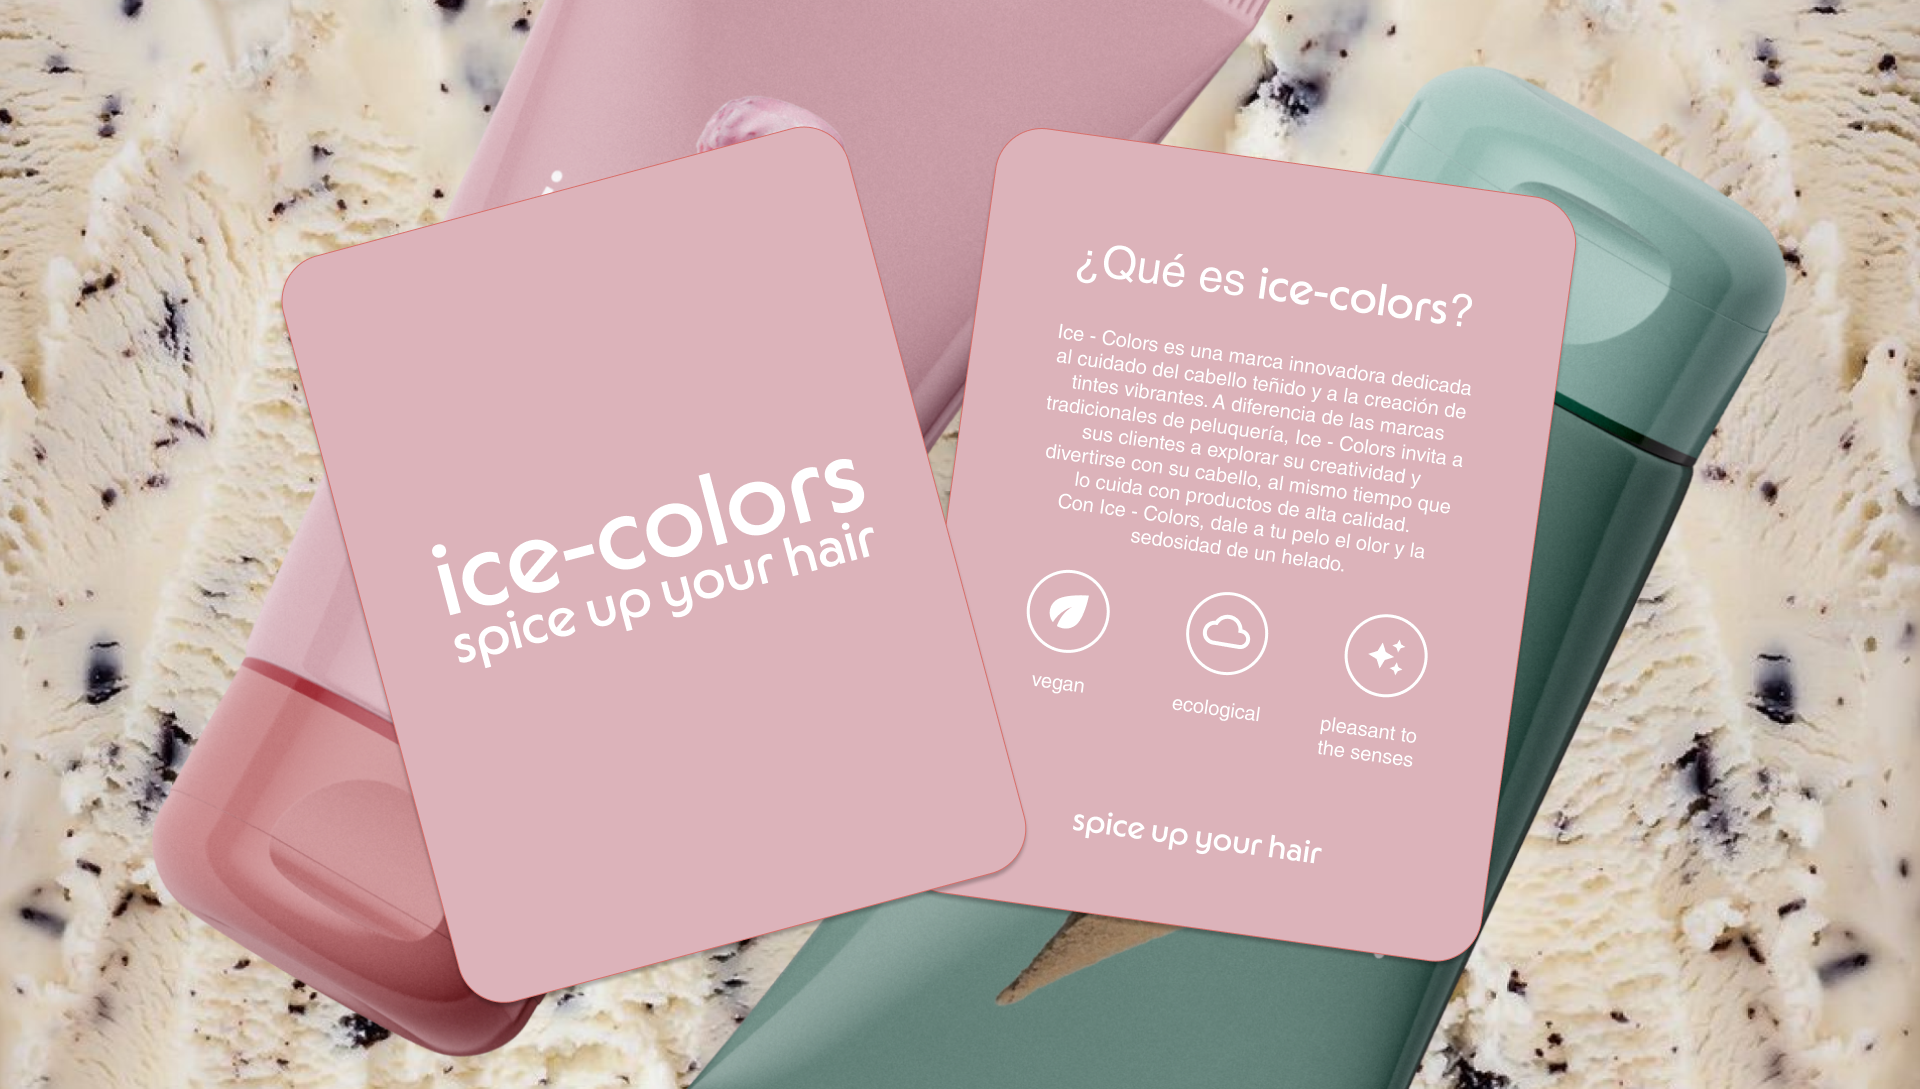 ice-colors
spice up your hair
¿Qué es ice-colors?
Ice - Colors es una marca innovadora dedicada
al cuidado del cabello teñido y a la creación de
tintes vibrantes. A diferencia de las marcas
tradicionales de peluquería, Ice - Colors invita a
sus clientes a explorar su creatividad y
divertirse con su cabello, al mismo tiempo que
lo cuida con productos de alta calidad.
Con Ice - Colors, dale a tu pelo el olor y la
sedosidad de un helado.
vegan
ecological
pleasant to
the senses
spice up your hair